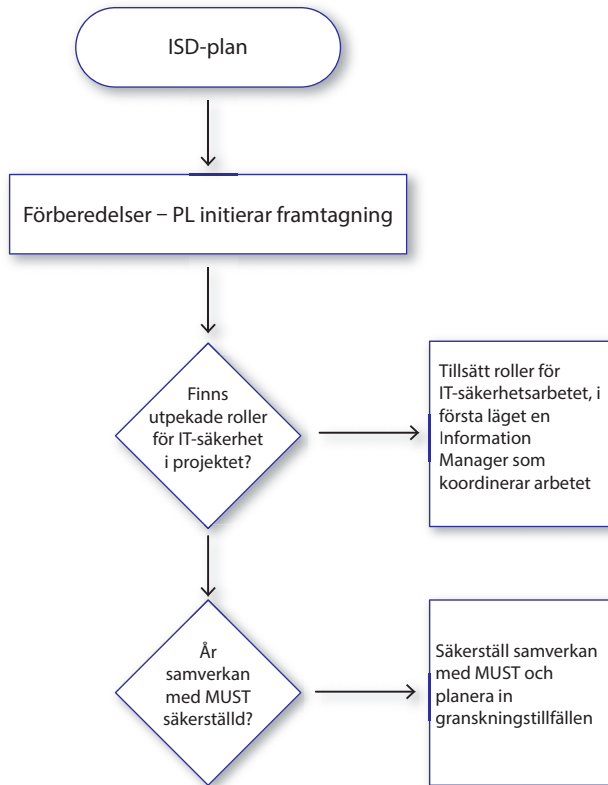 ISD-plan
Förberedelser – PL initierar framtagning
Finns
utpekade roller
för IT-säkerhet
i projektet?
Tillsätt roller för
IT-säkerhetsarbetet, i
första läget en
Information
Manager som
koordinerar arbetet
År
samverkan
med MUST
säkerställd?
Säkerställ samverkan
med MUST och
planera in
granskningstillfällen